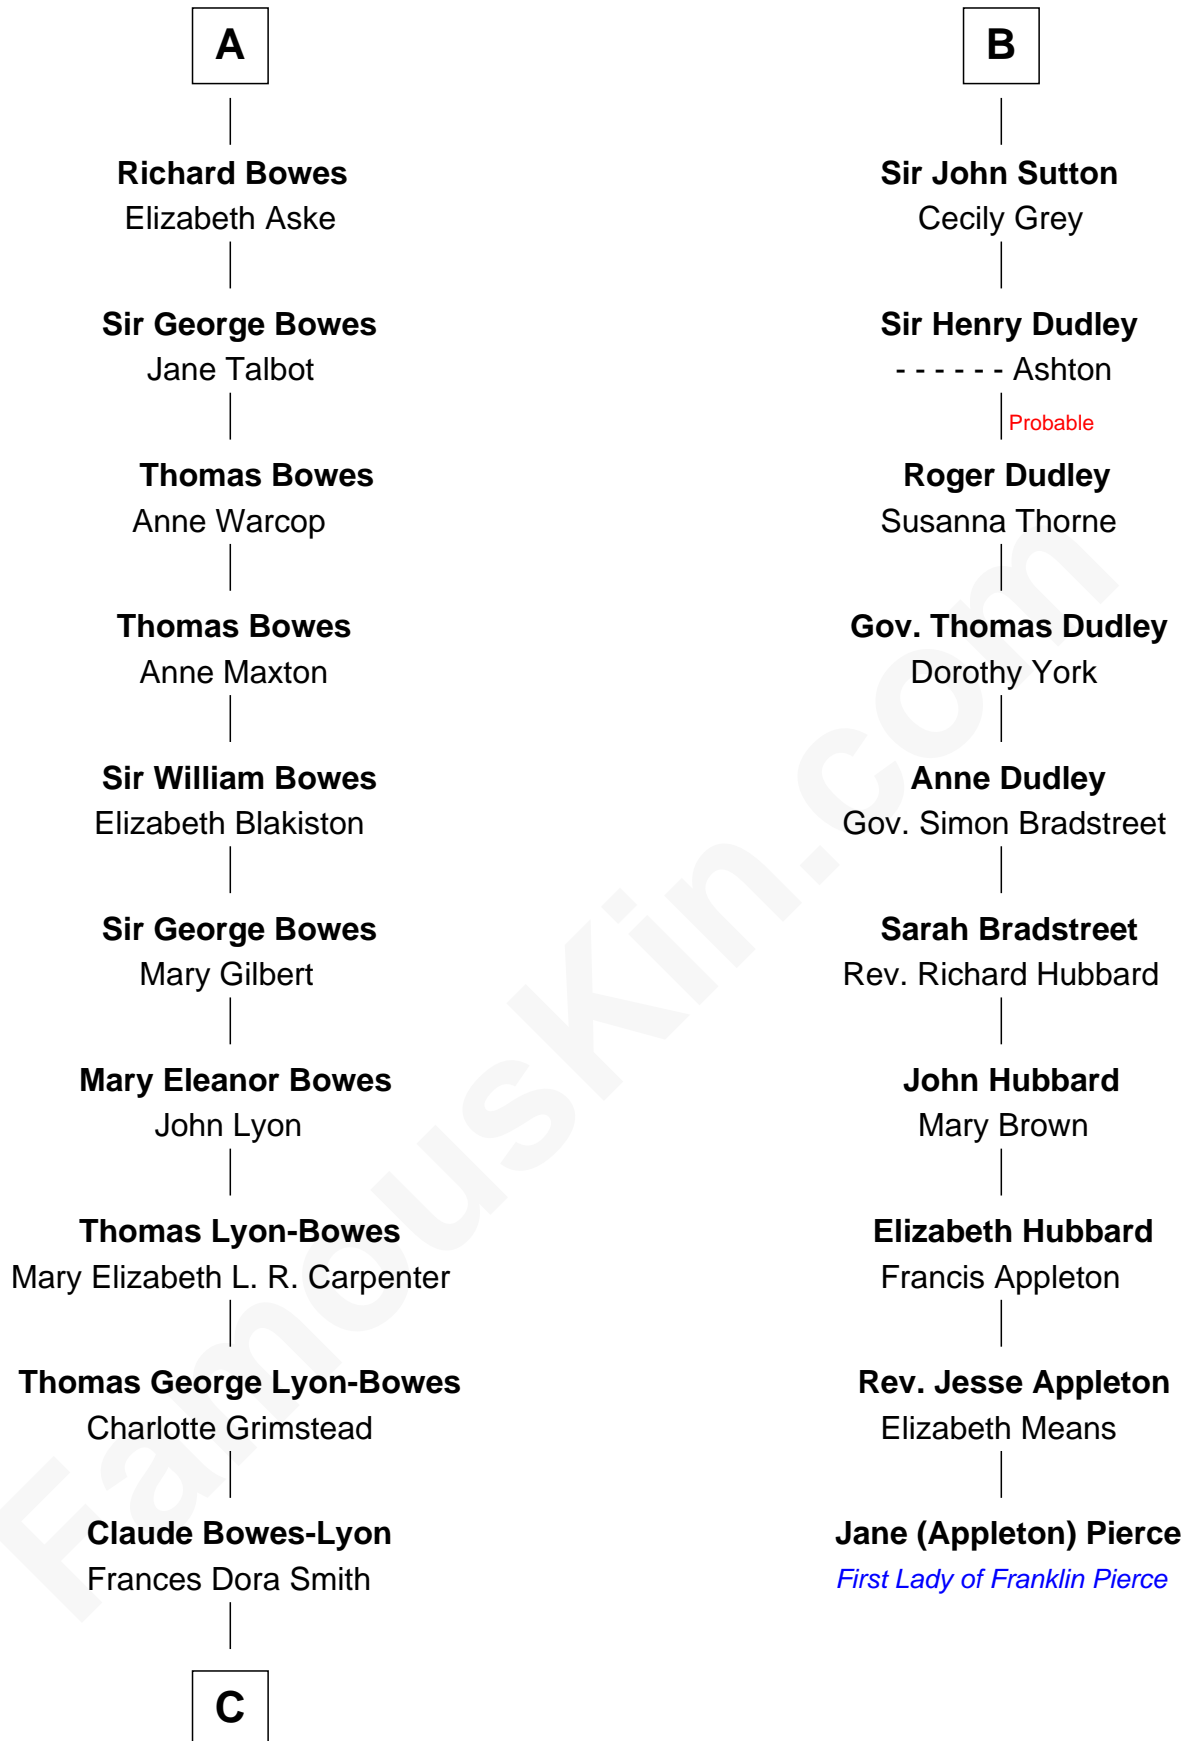 A
Richard Bowes
Elizabeth Aske
Sir George Bowes
Jane Talbot
Thomas Bowes
Anne Warcop
Thomas Bowes
Anne Maxton
Sir William Bowes
Elizabeth Blakiston
Sir George Bowes
Mary Gilbert
Mary Eleanor Bowes
John Lyon
Thomas Lyon-Bowes
Mary Elizabeth L. R. Carpenter
Thomas George Lyon-Bowes
Charlotte Grimstead
Claude Bowes-Lyon
Frances Dora Smith
C
B
Sir John Sutton
Cecily Grey
Sir Henry Dudley
- - - - - - Ashton
Probable
Roger Dudley
Susanna Thorne
Gov. Thomas Dudley
Dorothy York
Anne Dudley
Gov. Simon Bradstreet
Sarah Bradstreet
Rev. Richard Hubbard
John Hubbard
Mary Brown
Elizabeth Hubbard
Francis Appleton
Rev. Jesse Appleton
Elizabeth Means
Jane (Appleton) Pierce
First Lady of Franklin Pierce
FamousKin.com